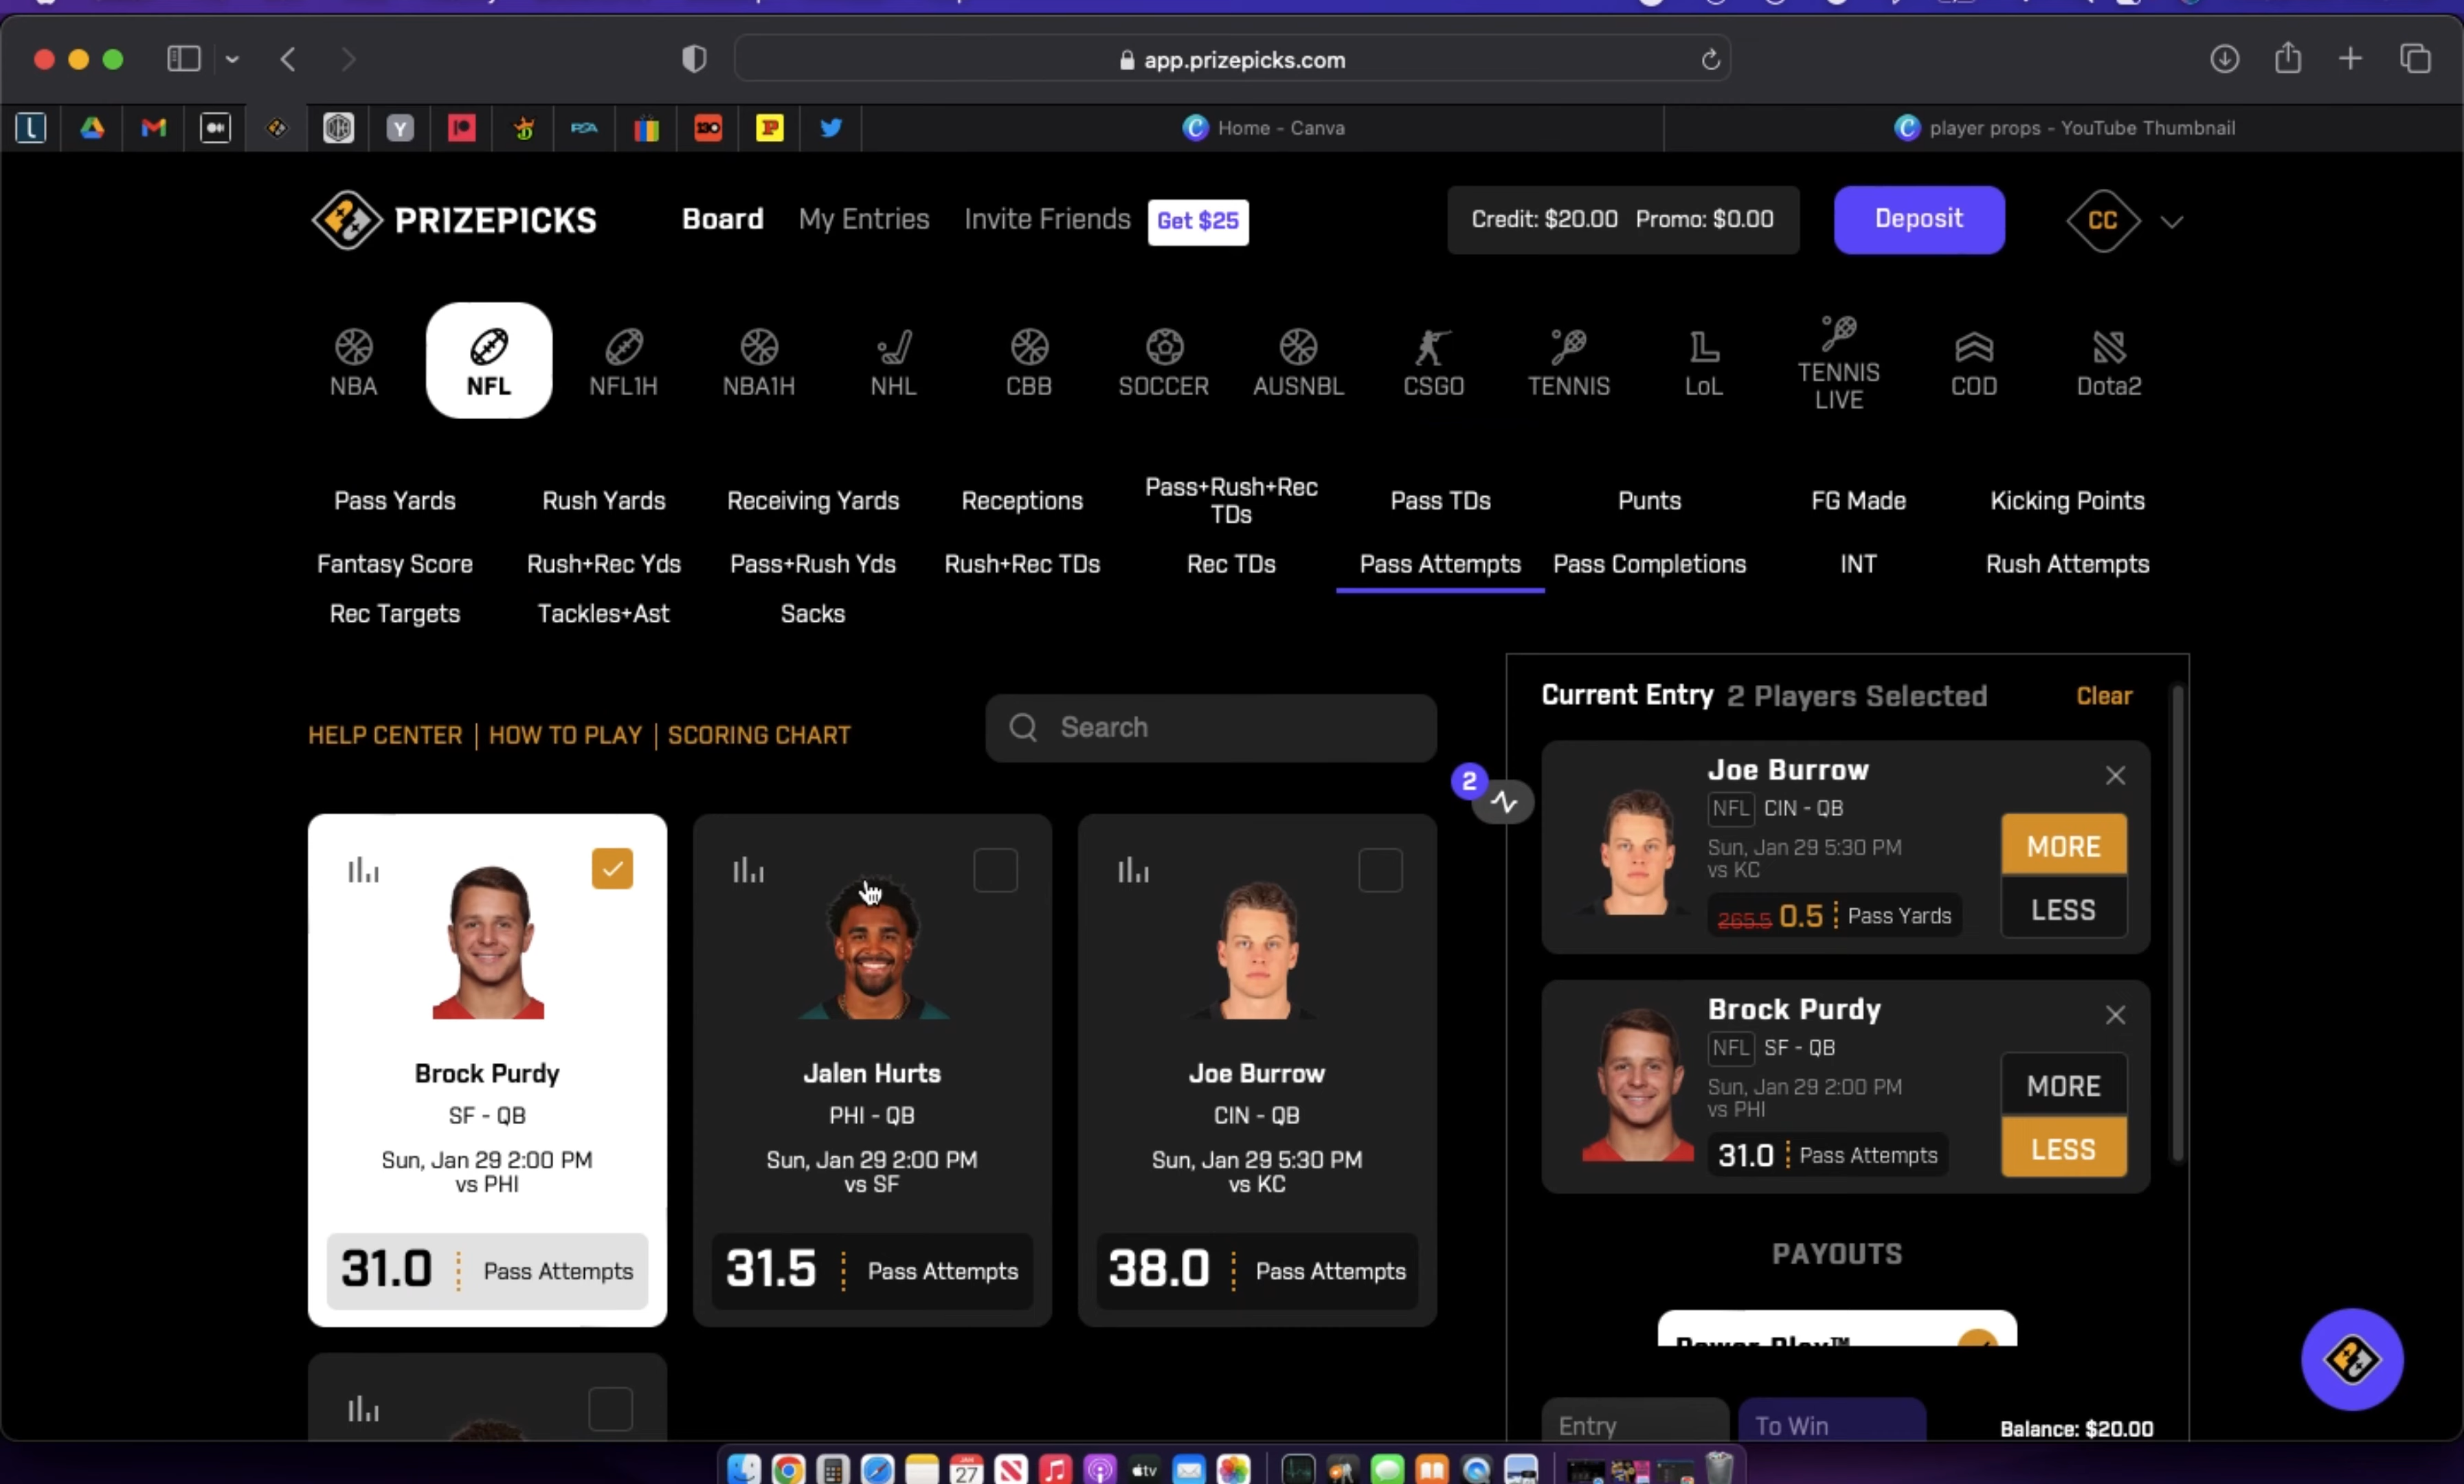 app.prizepicks.com
Home - Canva
player props - YouTube Thumbnail
PRIZEPICKS
Board
My Entries
Invite Friends
Get $25
Credit: $20.00 Promo: $0.00
Deposit
CC
NBA
NFL
NFL1H
NBA1H
NHL
CBB
SOCCER
AUSNBL
CSGO
TENNIS
LoL
TENNIS
LIVE
COD
Dota2
Pass Yards
Rush Yards
Receiving Yards
Receptions
Pass+Rush+Rec
TDs
Pass TDs
Punts
FG Made
Kicking Points
Fantasy Score
Rush+Rec Yds
Pass+Rush Yds
Rush+Rec TDs
Rec TDs
Pass Attempts
Pass Completions
INT
Rush Attempts
Rec Targets
Tackles+Ast
Sacks
HELP CENTER | HOW TO PLAY | SCORING CHART
Search
Brock Purdy
SF - QB
Sun, Jan 29 2:00 PM
vs PHI
31.0 Pass Attempts
Jalen Hurts
PHI - QB
Sun, Jan 29 2:00 PM
vs SF
31.5 Pass Attempts
Joe Burrow
CIN - QB
Sun, Jan 29 5:30 PM
vs KC
38.0 Pass Attempts
Current Entry 2 Players Selected
Clear
2
Joe Burrow
NFL CIN - QB
Sun, Jan 29 5:30 PM
vs KC
265.5 0.5 Pass Yards
MORE
LESS
Brock Purdy
NFL SF - QB
Sun, Jan 29 2:00 PM
vs PHI
31.0 Pass Attempts
MORE
LESS
PAYOUTS
Power Play™
Entry
To Win
Balance: $20.00
JAN
27
tv